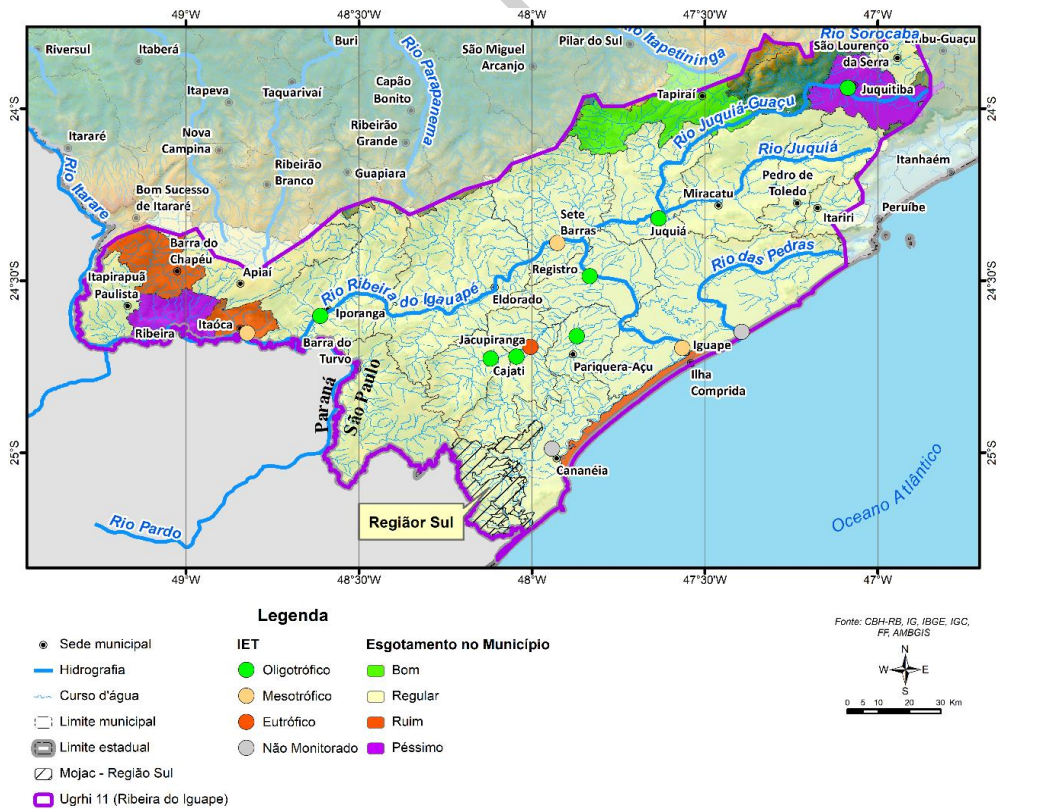 49°W
48°30'W
48°W
47°30'W
47°W
Riversul
Itaberá
Buri
Rio Paranapanema
São Miguel
Arcanjo
Pilar do Sul
Rio Itapetininga
Rio Sorocaba
Embu-Guaçu
São Lourenço
da Serra
Itapeva
Taquarivaí
Capão
Bonito
Tapiraí
Juquitiba
24°S
24°S
Rio Juquiá-Guaçu
Itararé
Nova
Campina
Ribeirão
Grande
Rio Juquiá
Itanhaém
Rio Itarare
Ribeirão
Branco
Guapiara
Pedro de
Toledo
Bom Sucesso
de Itararé
Miracatu
Itariri
Peruíbe
Sete
Barras
Juquiá
Barra do
Chapéu
Rio das Pedras
Itapirapuã
Paulista
Apiaí
Registro
24°30'S
24°30'S
Rio Ribeira do Igauapé
Eldorado
Iporanga
Itaóca
Ribeira
Barra do
Turvo
Jacupiranga
Cajati
Pariquera-Açu
Iguape
Ilha
Comprida
Paraná
São Paulo
25°S
25°S
Cananéia
Regiãor Sul
Oceano Atlântico
Rio Pardo
49°W
48°30'W
48°W
47°30'W
47°W
Legenda
Sede municipal
Hidrografia
Curso d'água
Limite municipal
Limite estadual
Mojac - Região Sul
Ugrhi 11 (Ribeira do Iguape)
IET
Oligotrófico
Mesotrófico
Eutrófico
Não Monitorado
Esgotamento no Município
Bom
Regular
Ruim
Péssimo
Fonte: CBH-RB, IG, IBGE, IGC,
FF, AMBGIS
N
W E
S
0 5 10 20 30 Km